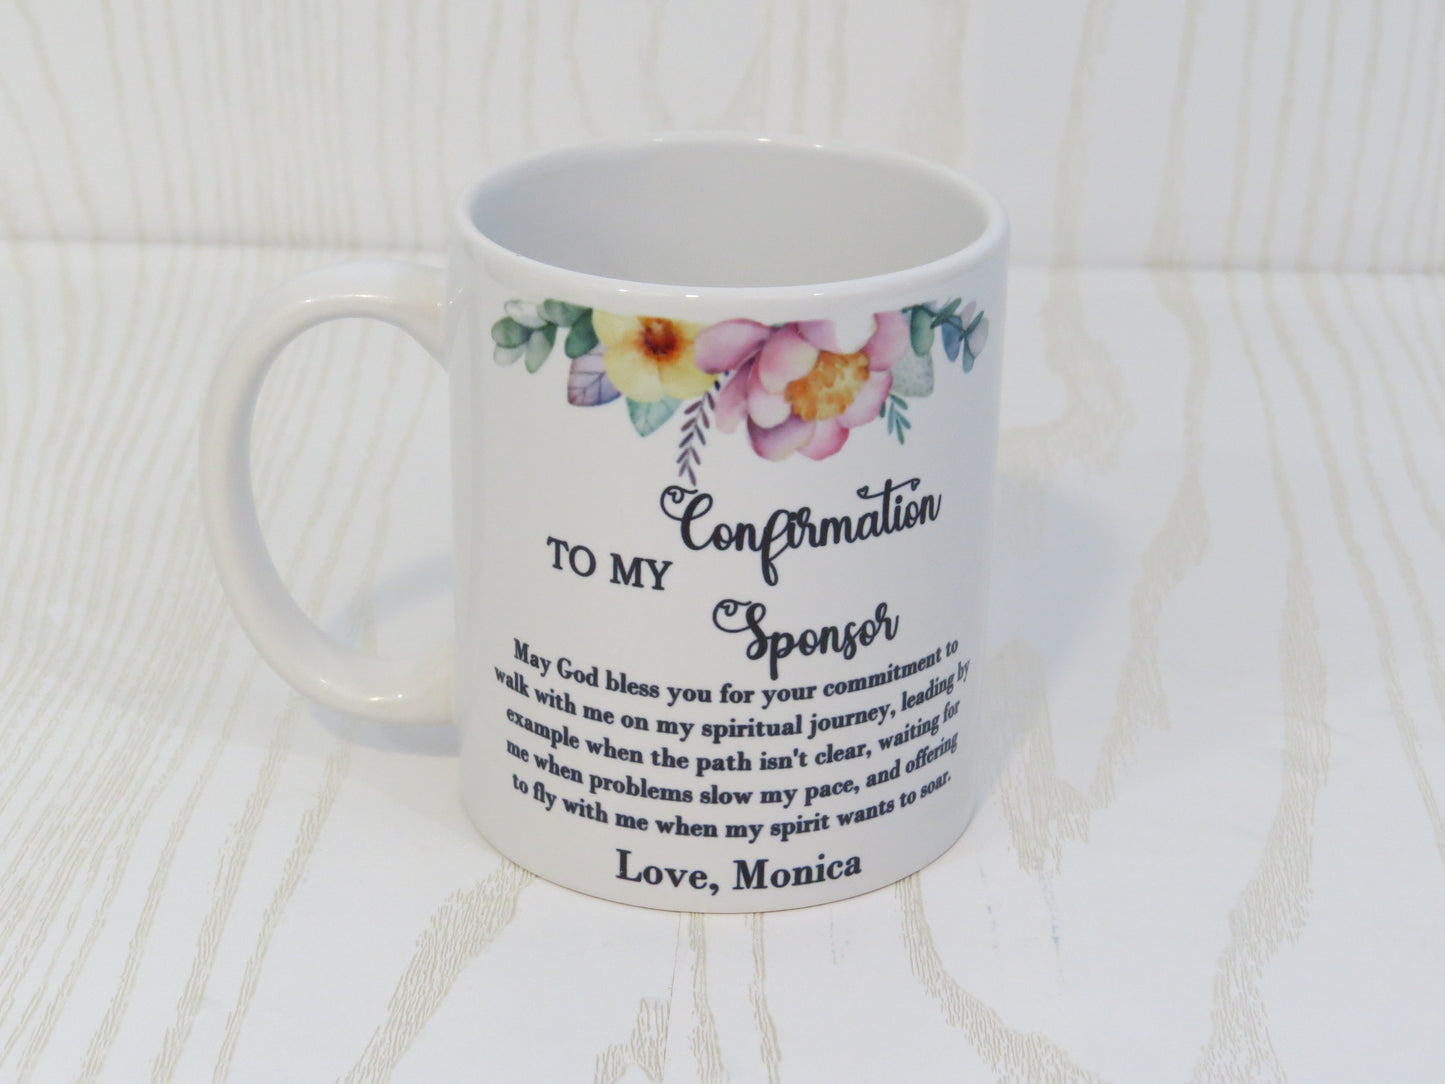 Confirmation
TO MY
Sponsor
May God bless you for your commitment to
walk with me on my spiritual journey, leading by
example when the path isn't clear, waiting for
me when problems slow my pace, and offering
to fly with me when my spirit wants to soar.
Love, Monica